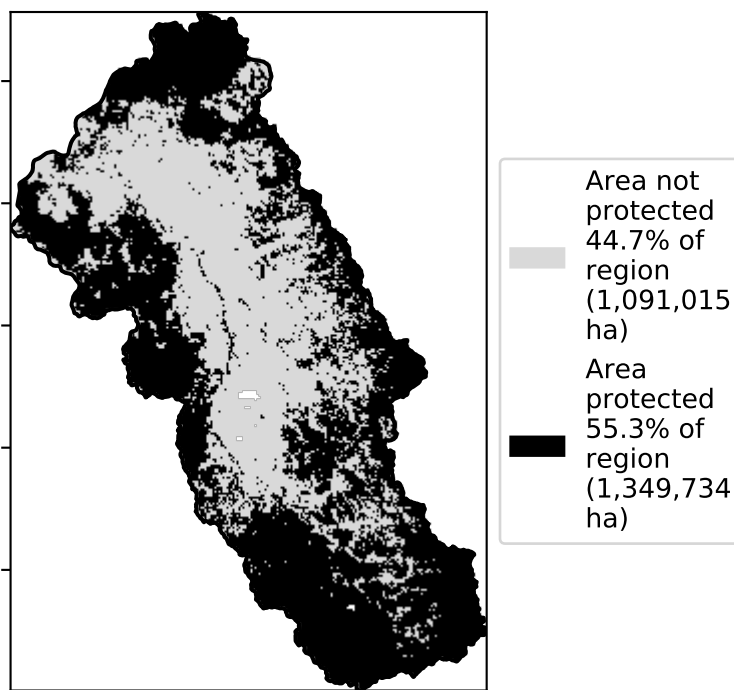 Area not
protected
44.7% of
region
(1,091,015
ha)
Area
protected
55.3% of
region
(1,349,734
ha)